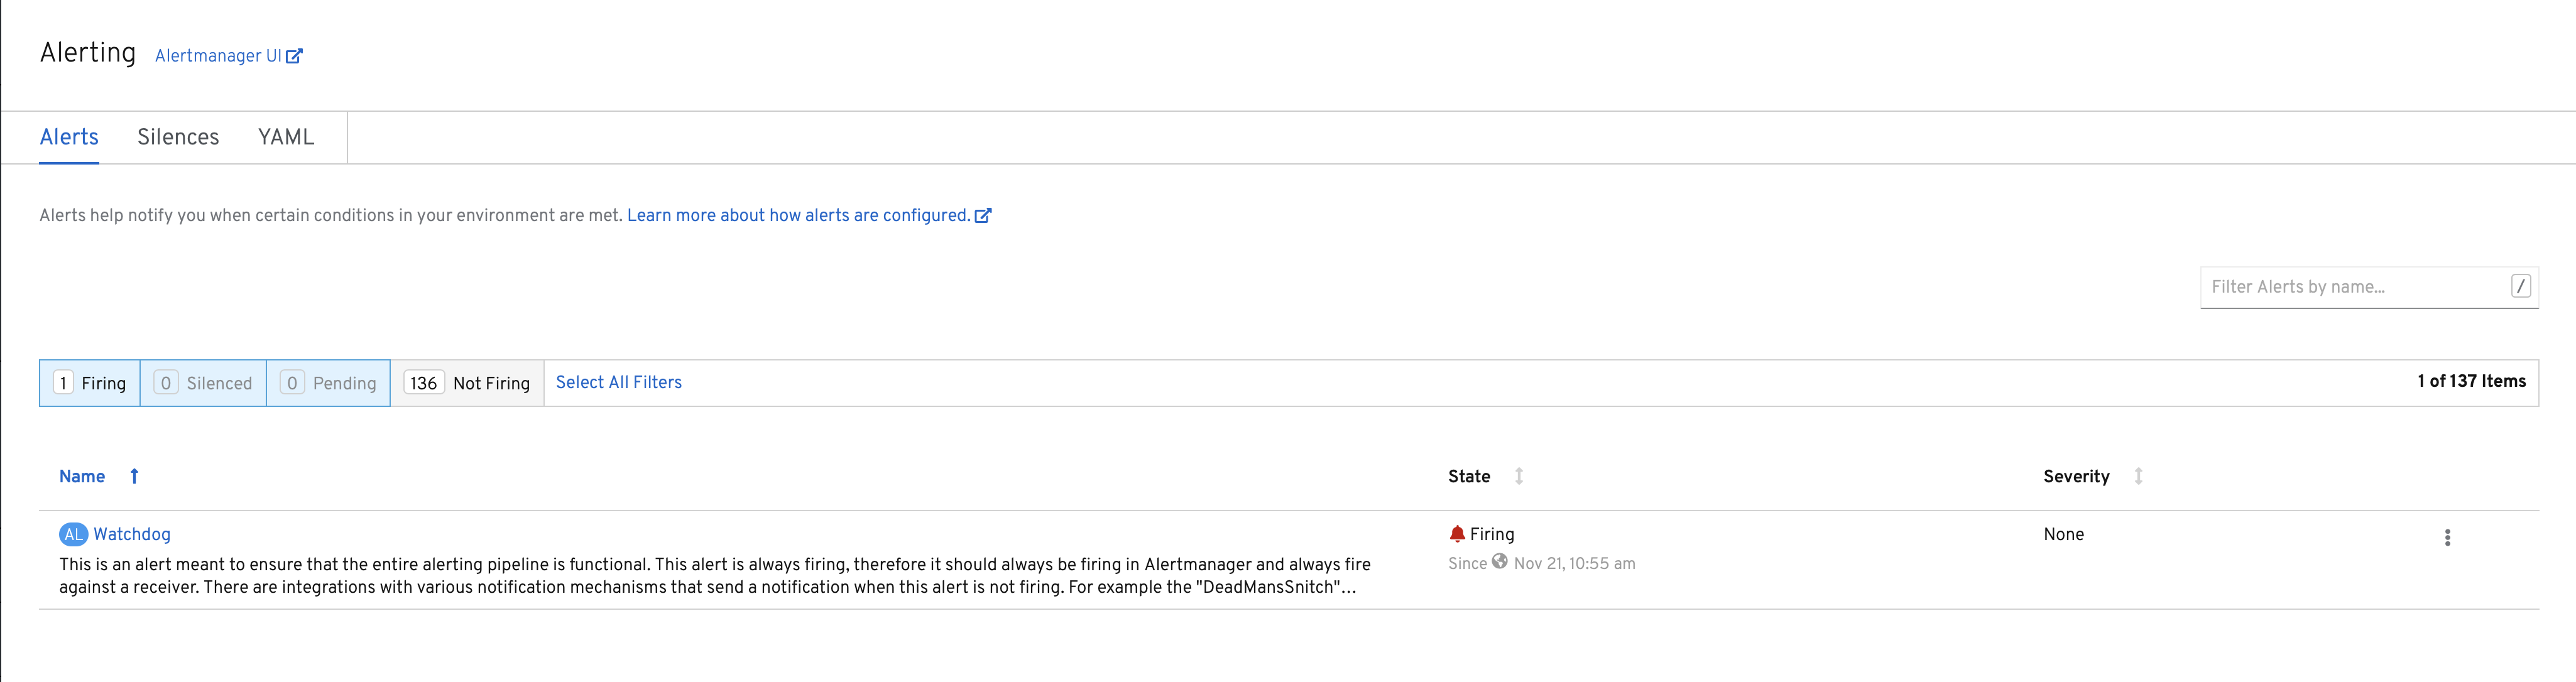 Alerting Alertmanager UI
Alerts Silences YAML
Alerts help notify you when certain conditions in your environment are met. Learn more about how alerts are configured.
Filter Alerts by name... /
1 Firing 0 Silenced 0 Pending 136 Not Firing Select All Filters 1 of 137 Items
Name State Severity
AL Watchdog Firing None
This is an alert meant to ensure that the entire alerting pipeline is functional. This alert is always firing, therefore it should always be firing in Alertmanager and always fire
Since Nov 21, 10:55 am
against a receiver. There are integrations with various notification mechanisms that send a notification when this alert is not firing. For example the "DeadMansSnitch"...